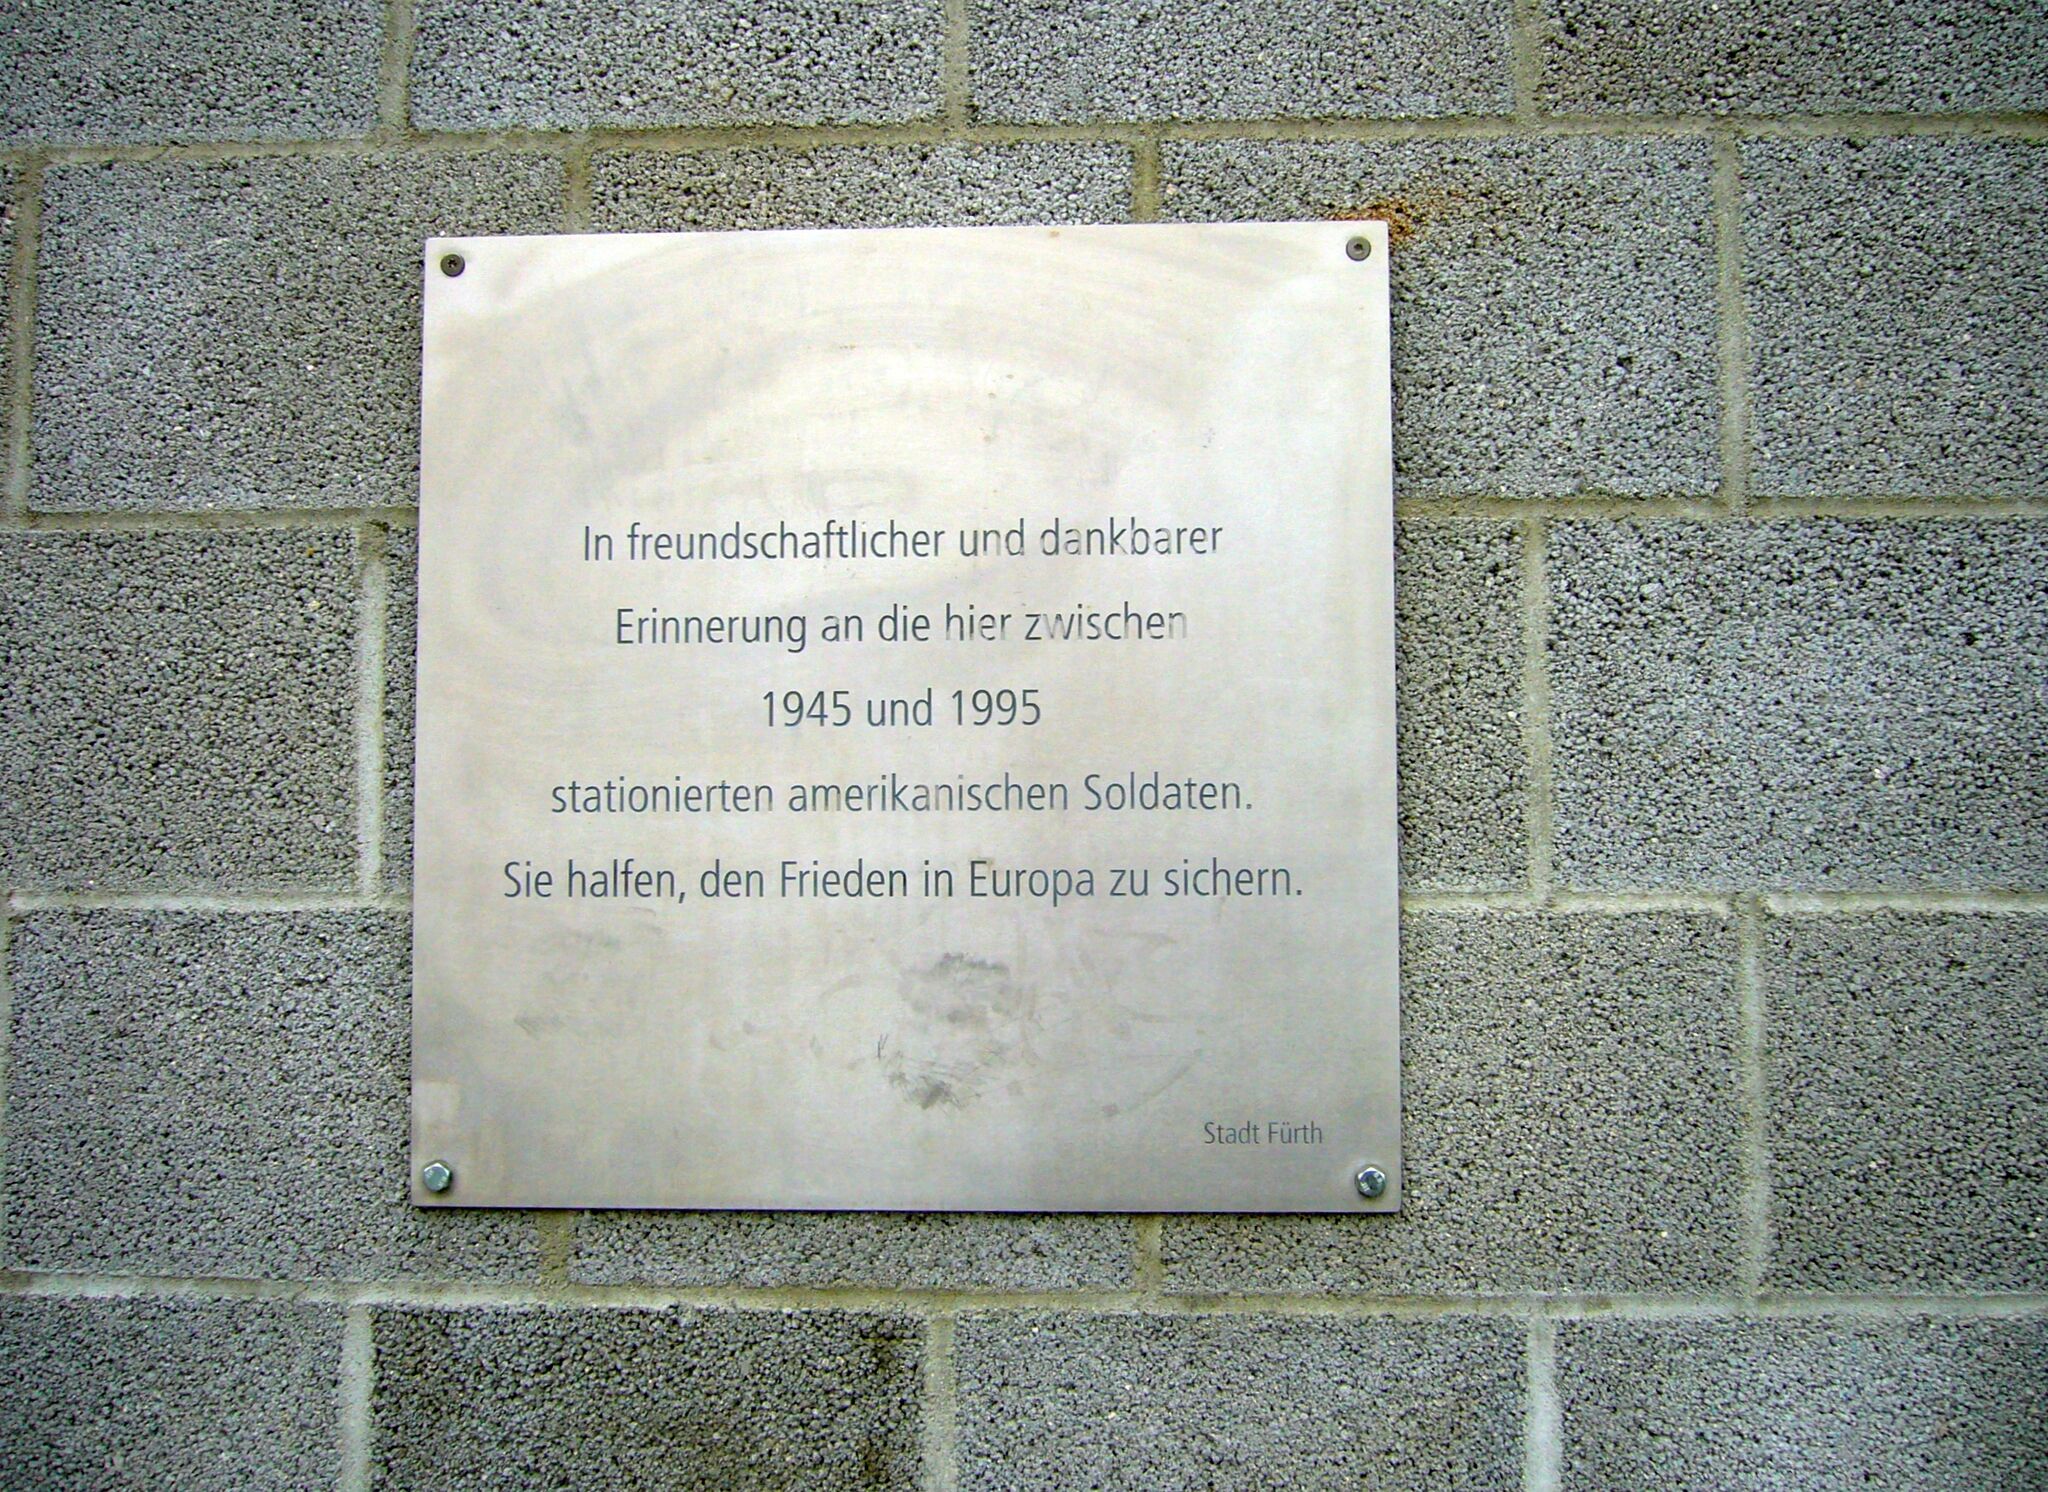 In freundschaftlicher und dankbarer
Erinnerung an die hier zwischen
1945 und 1995
stationierten amerikanischen Soldaten.
Sie halfen, den Frieden in Europa zu sichern.
Stadt Fürth